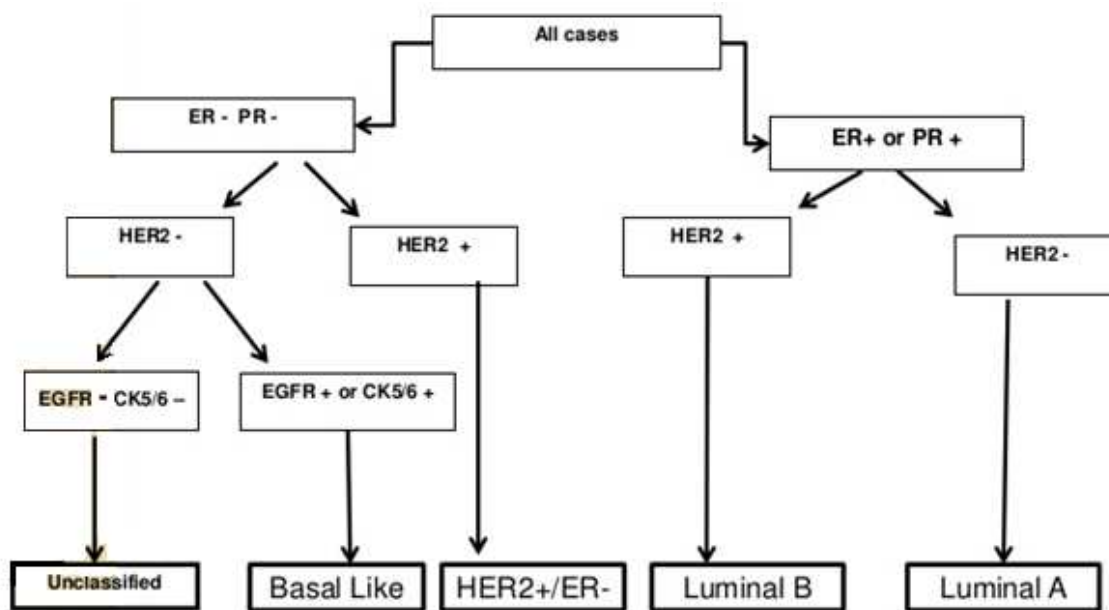 All cases
ER - PR -
ER+ or PR +
HER2 -
HER2 +
HER2 +
HER2 -
EGFR - CK5/6 –
EGFR + or CK5/6 +
Unclassified
Basal Like
HER2+/ER-
Luminal B
Luminal A